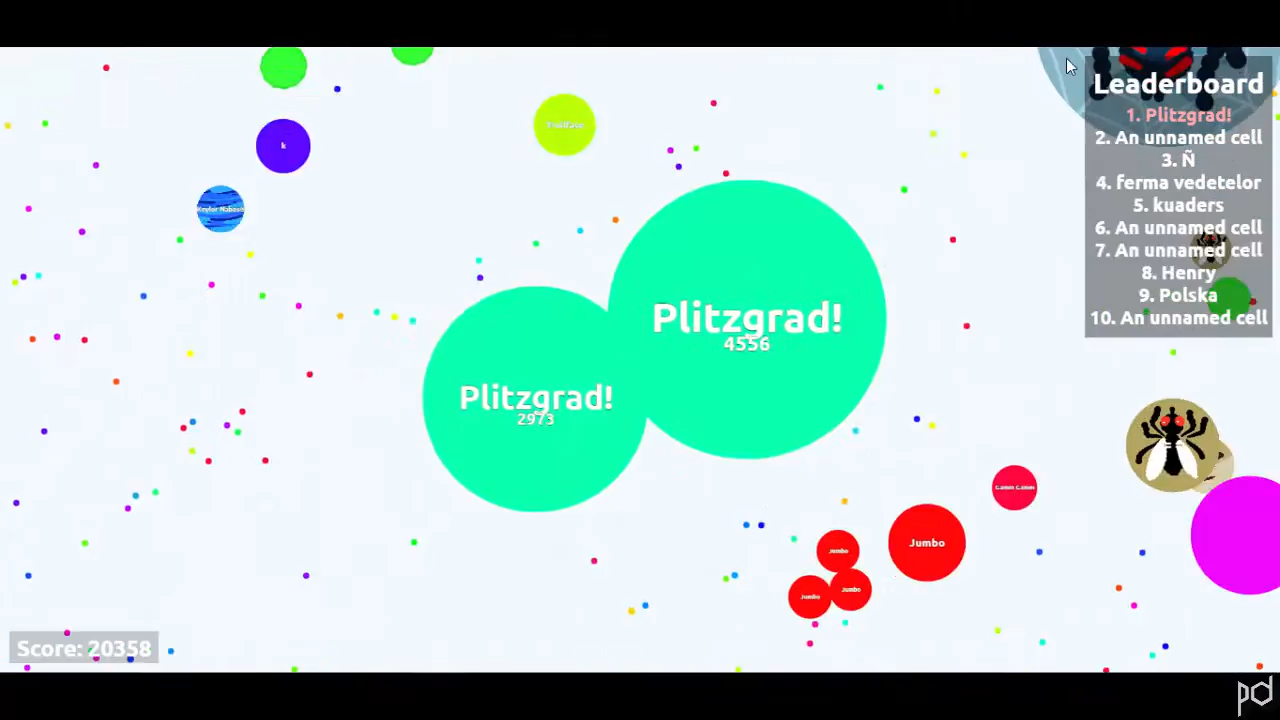 Leaderboard
1. Plitzgrad!
2. An unnamed cell
3. Ñ
4. ferma vedetelor
5. kuaders
6. An unnamed cell
7. An unnamed cell
8. Henry
9. Polska
10. An unnamed cell
k
Plitzgrad!
4556
Plitzgrad!
2973
Jumbo
Jumbo
Jumbo
Jumbo
Score: 20358
pd